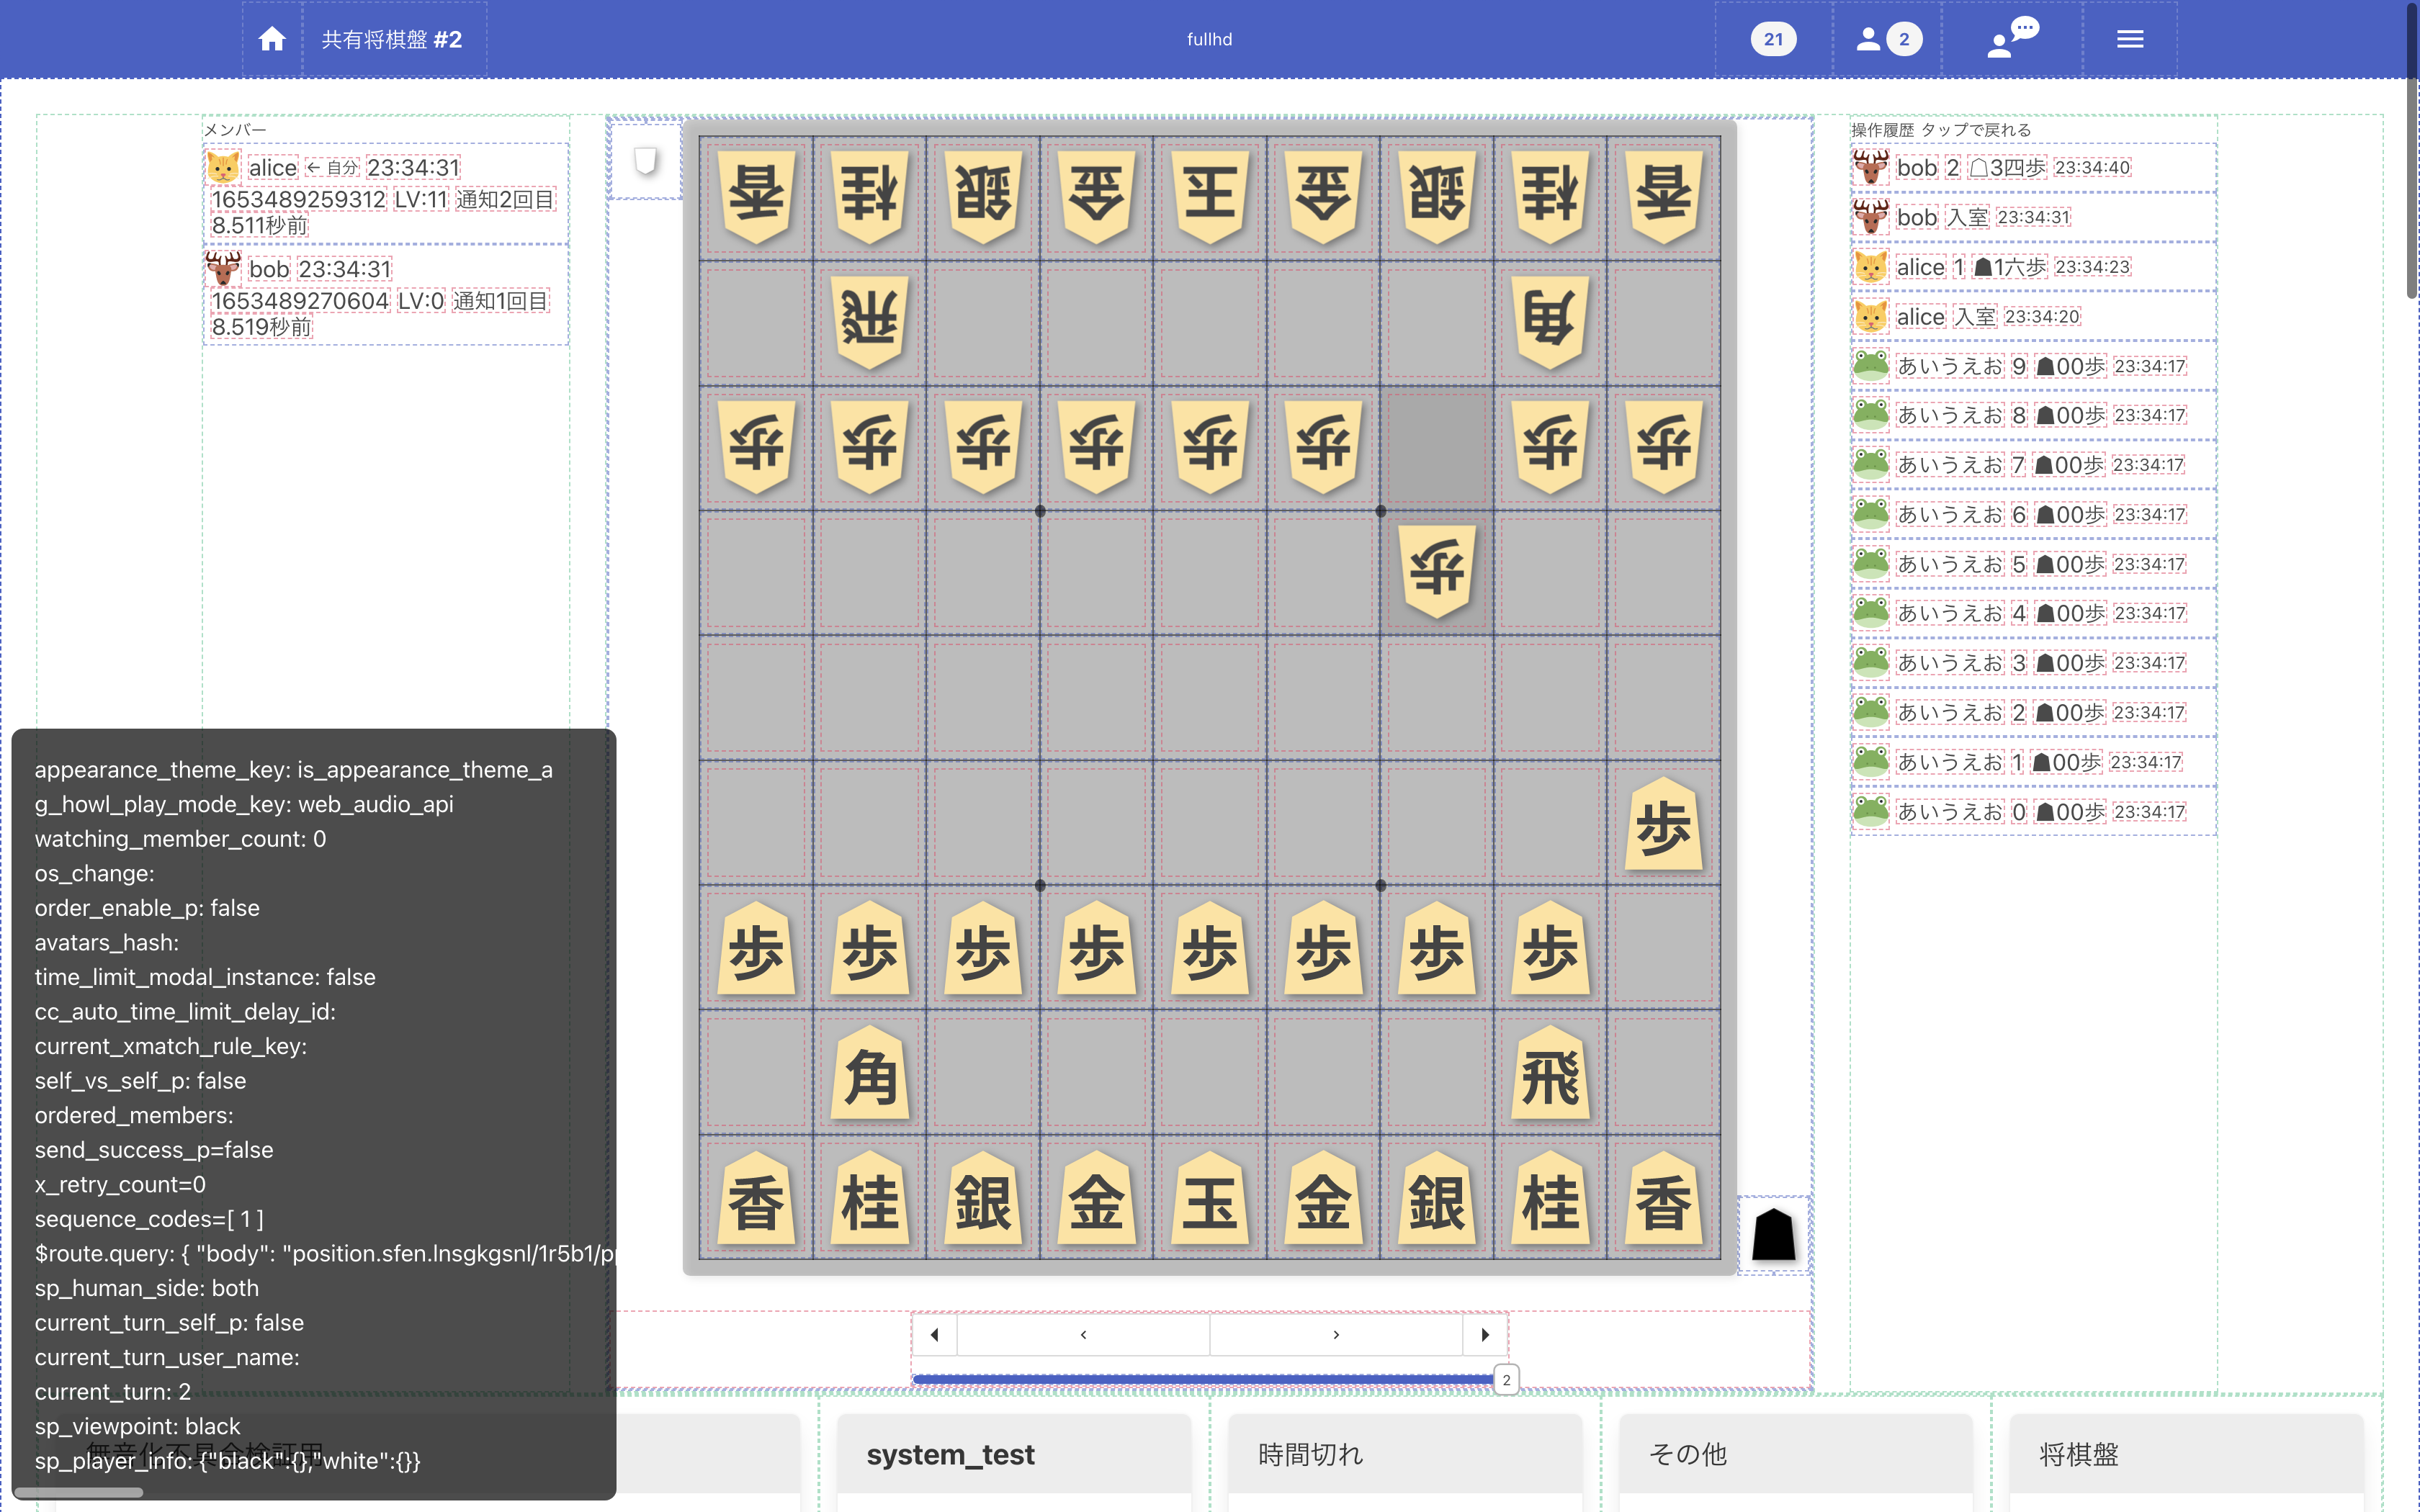 共有将棋盤 #2
fullhd
21
2
メンバー
alice ← 自分 23:34:31
1653489259312 LV:11 通知2回目
8.511秒前
bob 23:34:31
1653489270604 LV:0 通知1回目
8.519秒前
香 桂 銀 金 玉 金 銀 桂 香
飛 角
歩 歩 歩 歩 歩 歩 歩 歩
歩
歩
歩 歩 歩 歩 歩 歩 歩 歩
角 飛
香 桂 銀 金 玉 金 銀 桂 香
2
操作履歴 タップで戻れる
bob 2 ☖3四歩 23:34:40
bob 入室 23:34:31
alice 1 ☗1六歩 23:34:23
alice 入室 23:34:20
あいうえお 9 ☗00歩 23:34:17
あいうえお 8 ☗00歩 23:34:17
あいうえお 7 ☗00歩 23:34:17
あいうえお 6 ☗00歩 23:34:17
あいうえお 5 ☗00歩 23:34:17
あいうえお 4 ☗00歩 23:34:17
あいうえお 3 ☗00歩 23:34:17
あいうえお 2 ☗00歩 23:34:17
あいうえお 1 ☗00歩 23:34:17
あいうえお 0 ☗00歩 23:34:17
appearance_theme_key: is_appearance_theme_a
g_howl_play_mode_key: web_audio_api
watching_member_count: 0
os_change:
order_enable_p: false
avatars_hash:
time_limit_modal_instance: false
cc_auto_time_limit_delay_id:
current_xmatch_rule_key:
self_vs_self_p: false
ordered_members:
send_success_p=false
x_retry_count=0
sequence_codes=[ 1 ]
$route.query: { "body": "position.sfen.lnsgkgsnl/1r5b1/p
sp_human_side: both
current_turn_self_p: false
current_turn_user_name:
current_turn: 2
sp_viewpoint: black
sp_player_info: {"black":{},"white":{}}
無音化不具合検証用
system_test
時間切れ
その他
将棋盤